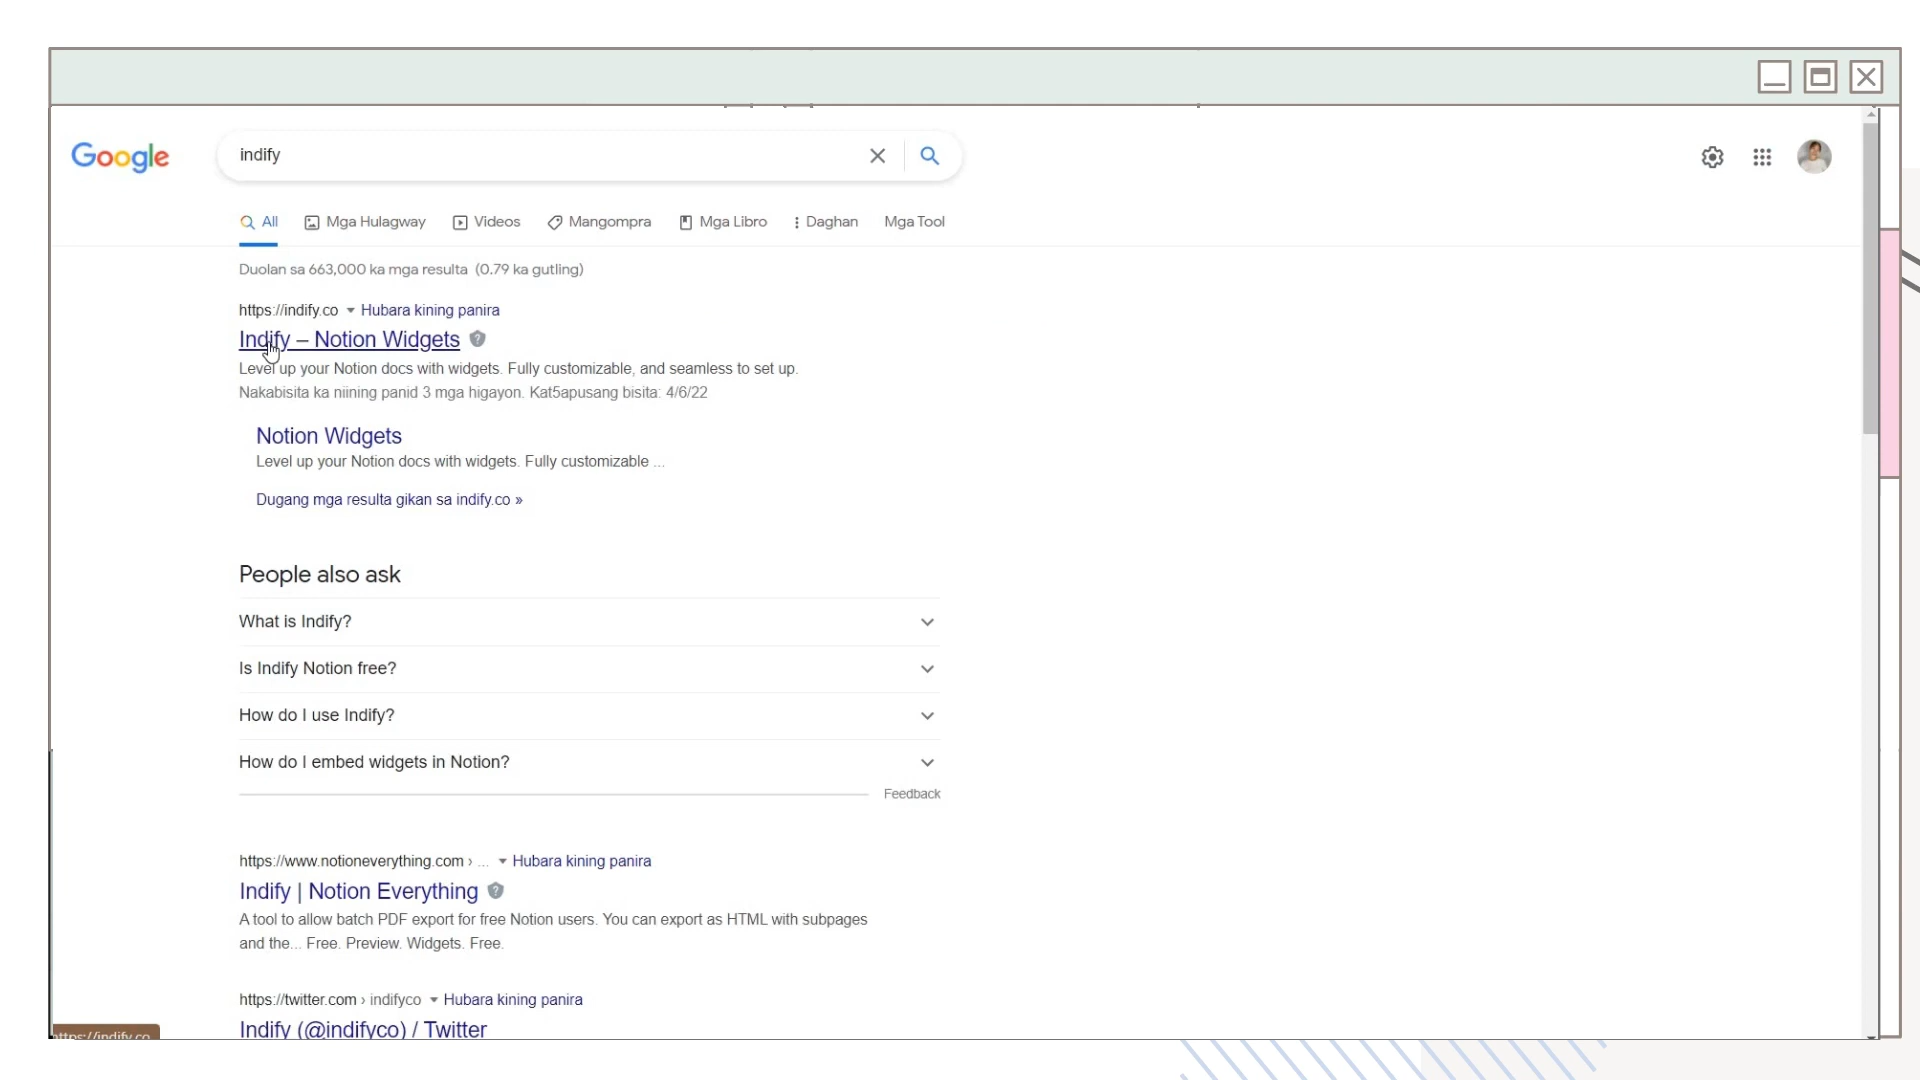 Google
indify
All Mga Hulagway Videos Mangompra Mga Libro Daghan Mga Tool
Duolan sa 663,000 ka mga resulta (0.79 ka gutling)
https://indify.co Hubara kining panira
Indify – Notion Widgets
Level up your Notion docs with widgets. Fully customizable, and seamless to set up.
Nakabisita ka niining panid 3 mga higayon. Kat5apusang bisita: 4/6/22
Notion Widgets
Level up your Notion docs with widgets. Fully customizable ...
Dugang mga resulta gikan sa indify.co »
People also ask
What is Indify?
Is Indify Notion free?
How do I use Indify?
How do I embed widgets in Notion?
Feedback
https://www.notioneverything.com › ... Hubara kining panira
Indify | Notion Everything
A tool to allow batch PDF export for free Notion users. You can export as HTML with subpages
and the... Free. Preview. Widgets. Free.
https://twitter.com › indifyco Hubara kining panira
Indify (@indifyco) / Twitter
https://indify.co